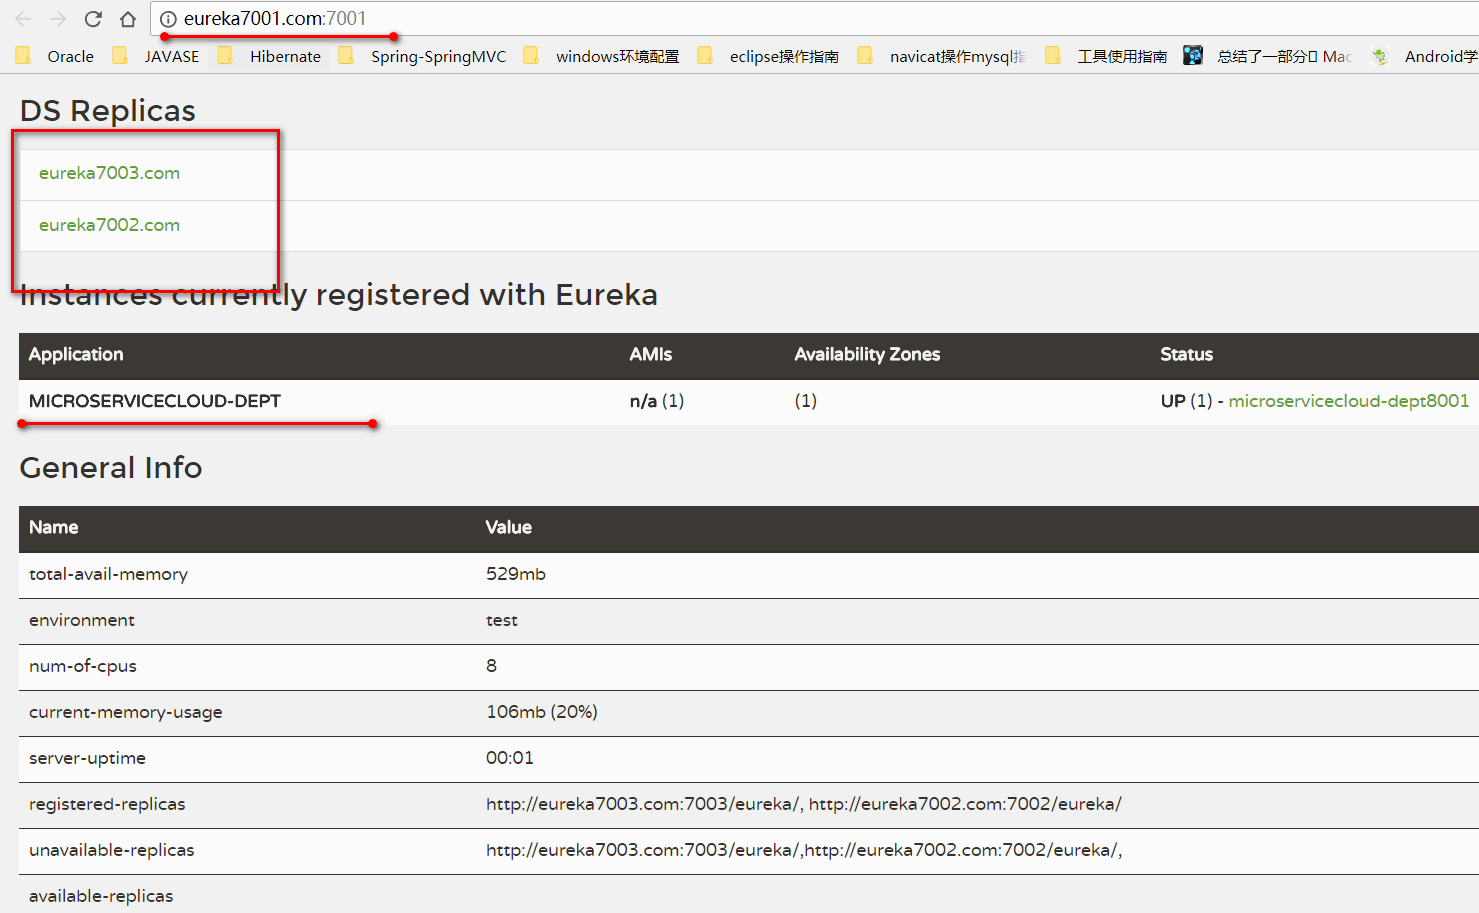 eureka7001.com:7001
Oracle JAVASE Hibernate Spring-SpringMVC windows环境配置 eclipse操作指南 navicat操作mysql指 工具使用指南 总结了一部分 Mac Android学
DS Replicas
eureka7003.com
eureka7002.com
Instances currently registered with Eureka
Application AMIs Availability Zones Status
MICROSERVICECLOUD-DEPT n/a (1) (1) UP (1) - microservicecloud-dept8001
General Info
Name Value
total-avail-memory 529mb
environment test
num-of-cpus 8
current-memory-usage 106mb (20%)
server-uptime 00:01
registered-replicas http://eureka7003.com:7003/eureka/, http://eureka7002.com:7002/eureka/
unavailable-replicas http://eureka7003.com:7003/eureka/,http://eureka7002.com:7002/eureka/,
available-replicas